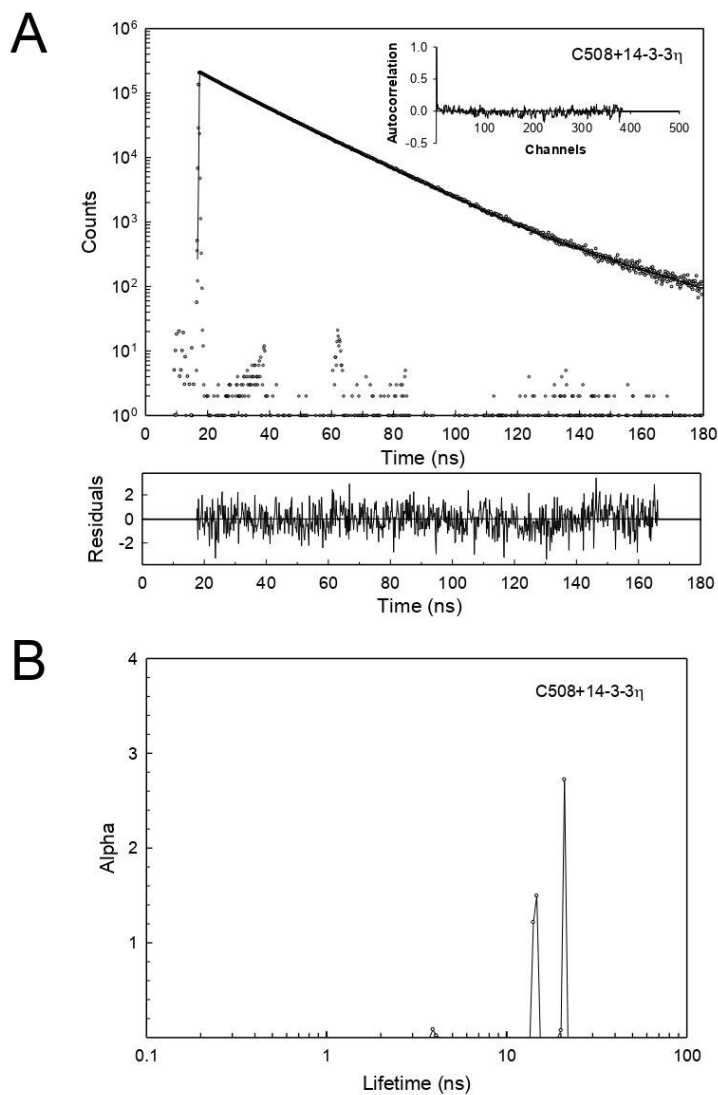 A
10⁶
10⁵
10⁴
10³
10²
10¹
10⁰
Counts
0 20 40 60 80 100 120 140 160 180
Time (ns)
C508+14-3-3η
Autocorrelation
1.0
0.5
0.0
-0.5
100 200 300 400 500
Channels
Residuals
2
0
-2
0 20 40 60 80 100 120 140 160 180
Time (ns)
B
C508+14-3-3η
Alpha
4
3
2
1
0.1 1 10 100
Lifetime (ns)